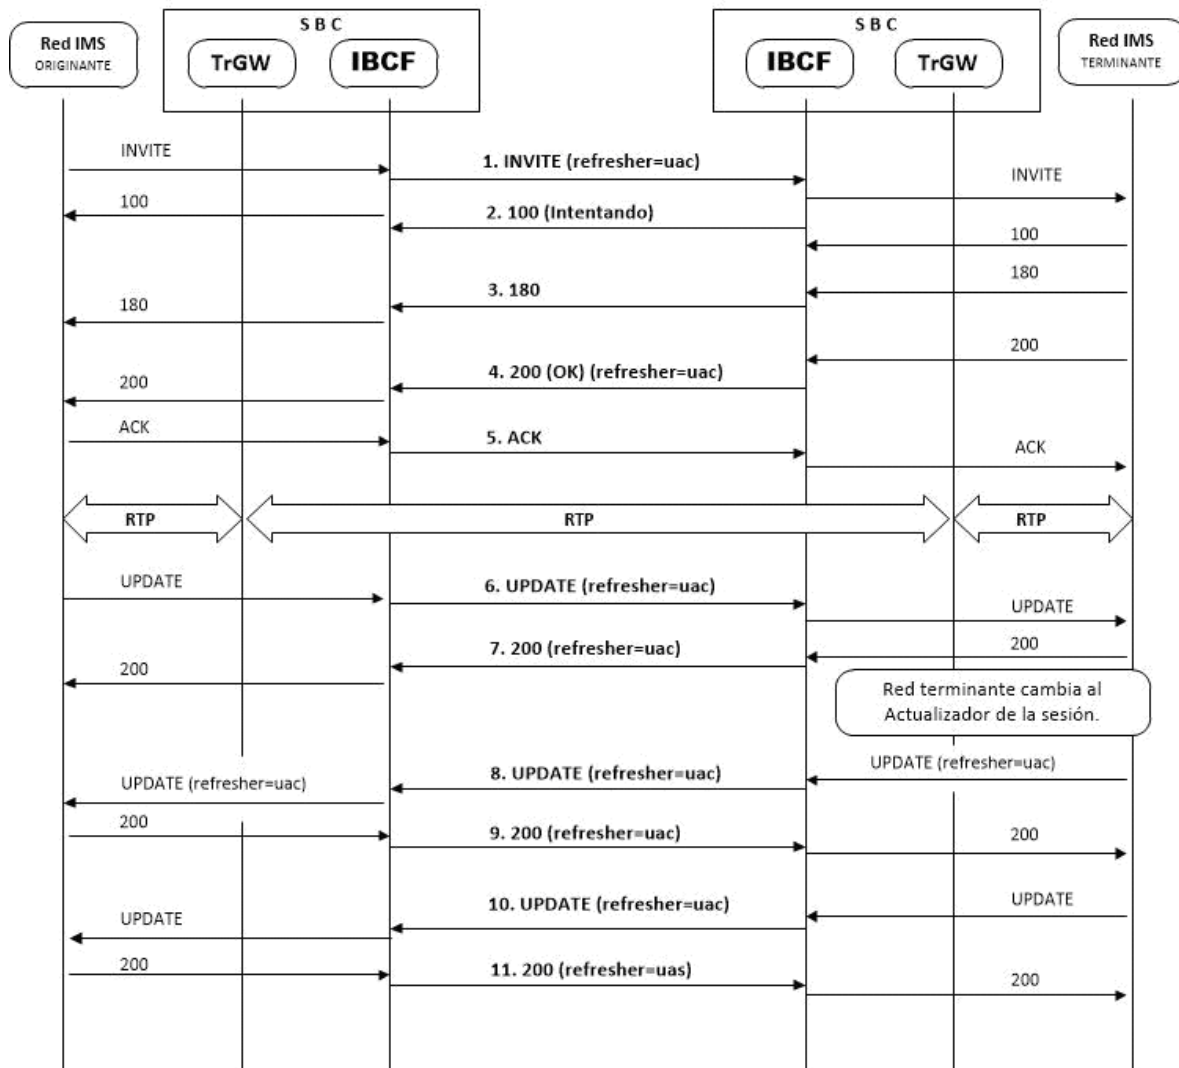 S B C
S B C
Red IMS
ORIGINANTE
TrGW
IBCF
IBCF
TrGW
Red IMS
TERMINANTE
INVITE
1. INVITE (refresher=uac)
INVITE
100
2. 100 (Intentando)
100
180
3. 180
180
200
4. 200 (OK) (refresher=uac)
200
ACK
5. ACK
ACK
RTP
RTP
RTP
UPDATE
6. UPDATE (refresher=uac)
UPDATE
200
7. 200 (refresher=uac)
200
Red terminante cambia al
Actualizador de la sesión.
UPDATE (refresher=uac)
8. UPDATE (refresher=uac)
UPDATE (refresher=uac)
200
9. 200 (refresher=uac)
200
UPDATE
10. UPDATE (refresher=uac)
UPDATE
200
11. 200 (refresher=uas)
200